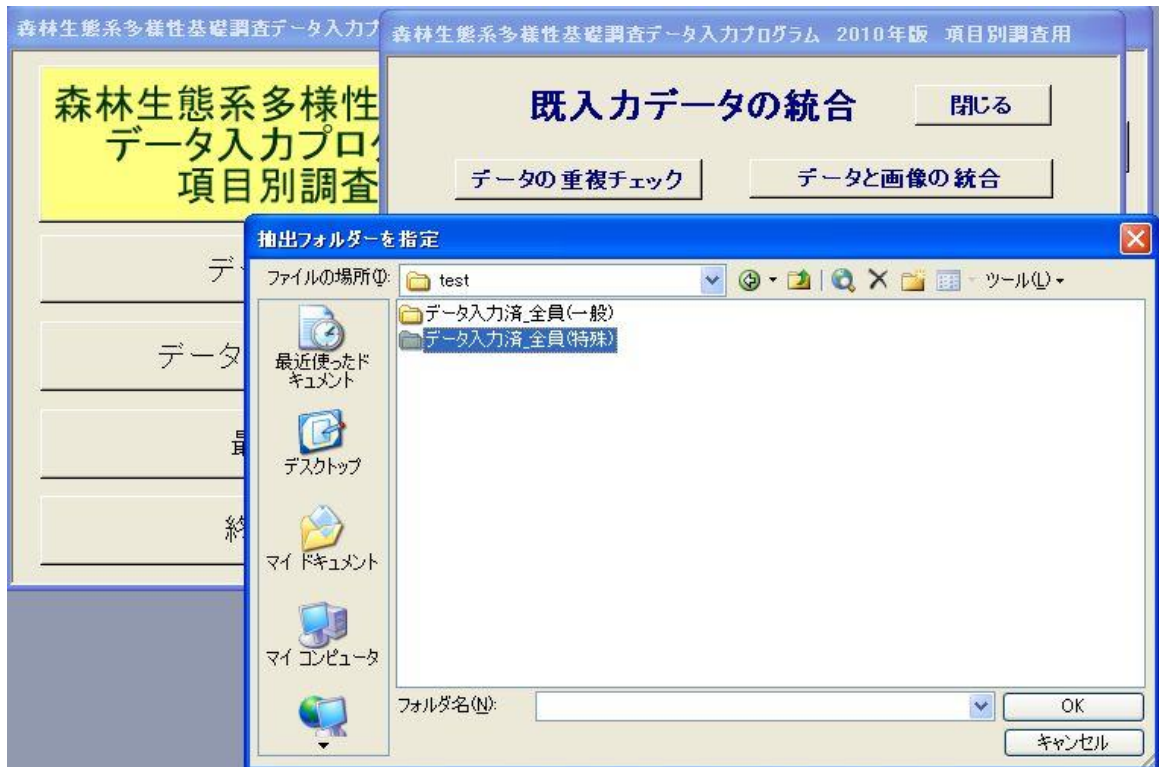 森林生態系多様性基礎調査データ入力プ
森林生態系多様性
データ入力プロ
項目別調査
デー
データ
最
終
森林生態系多様性基礎調査データ入力プログラム 2010年版 項目別調査用
既入力データの統合
閉じる
データの重複チェック
データと画像の統合
抽出フォルダーを指定
ファイルの場所(I):
test
ツール(L)
データ入力済_全員(一般)
データ入力済_全員(特殊)
最近使ったド
キュメント
デスクトップ
マイ ドキュメント
マイ コンピュータ
フォルダ名(N):
OK
キャンセル